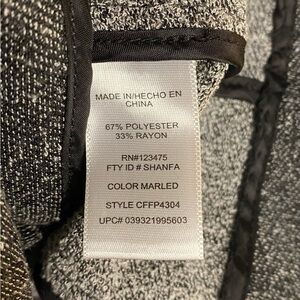 MADE IN/HECHO EN
CHINA
67% POLYESTER
33% RAYON
RN#123475
FTY ID # SHANFA
COLOR MARLED
STYLE CFFP4304
UPC# 039321995603